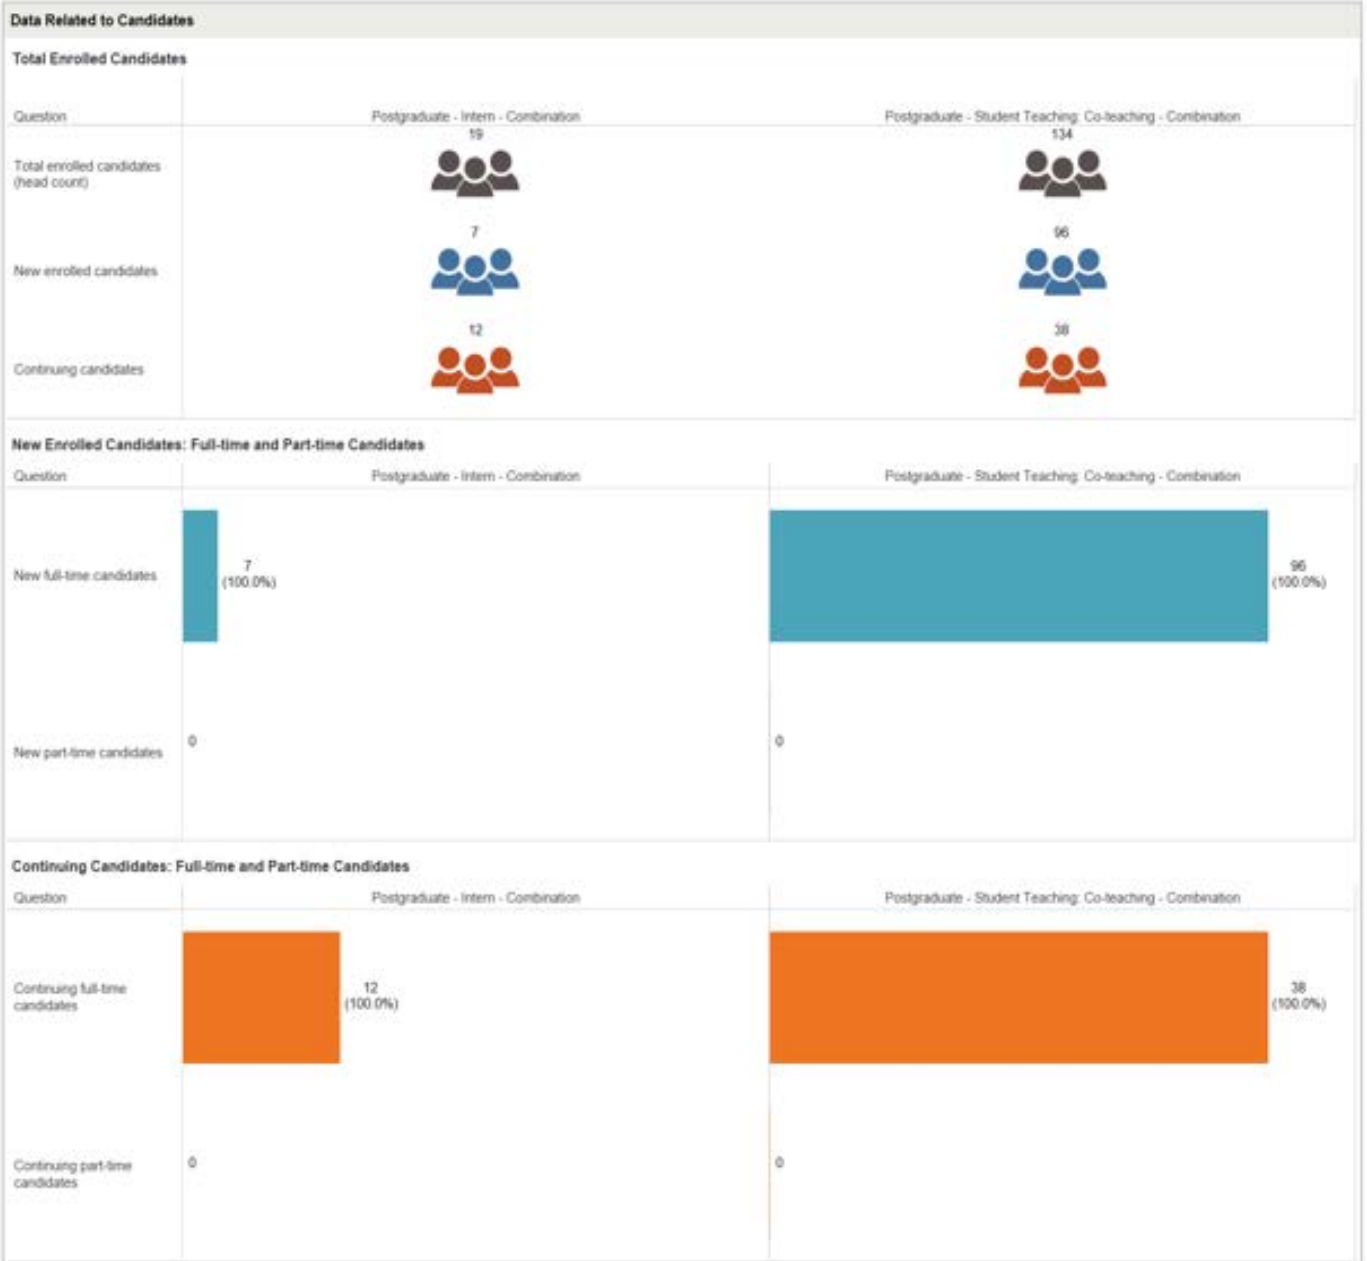 Data Related to Candidates
Total Enrolled Candidates
Question Postgraduate - Intern - Combination Postgraduate - Student Teaching: Co-teaching - Combination
19 134
Total enrolled candidates
(head count)
7 96
New enrolled candidates
12 38
Continuing candidates
New Enrolled Candidates: Full-time and Part-time Candidates
Question Postgraduate - Intern - Combination Postgraduate - Student Teaching: Co-teaching - Combination
New full-time candidates 7 96
(100.0%) (100.0%)
New part-time candidates 0 0
Continuing Candidates: Full-time and Part-time Candidates
Question Postgraduate - Intern - Combination Postgraduate - Student Teaching: Co-teaching - Combination
Continuing full-time 12 38
candidates (100.0%) (100.0%)
Continuing part-time 0 0
candidates